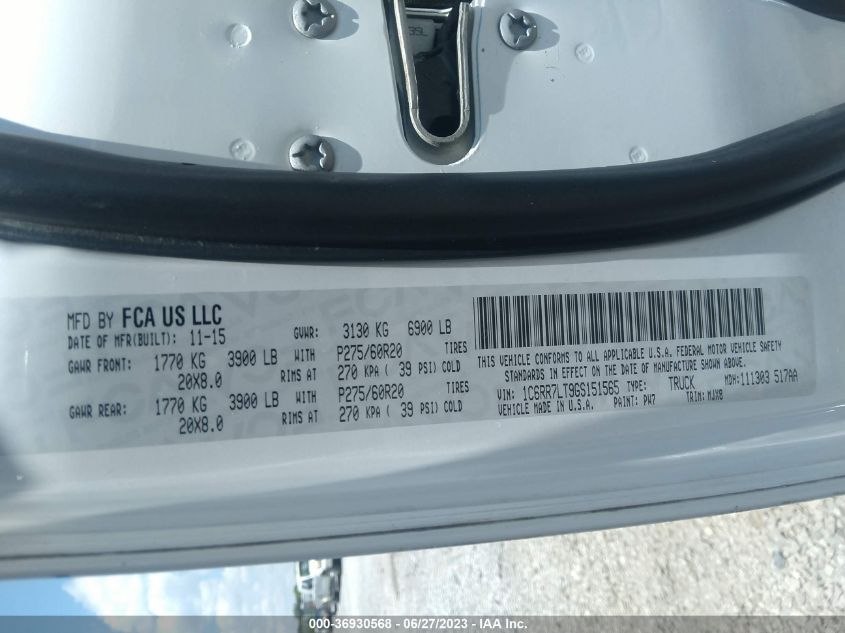 35L
MFD BY FCA US LLC
DATE OF MFR(BUILT): 11-15 GVWR: 3130 KG 6900 LB
GAWR FRONT: 1770 KG 3900 LB WITH P275/60R20 TIRES
20X8.0 RIMS AT 270 KPA ( 39 PSI) COLD
GAWR REAR: 1770 KG 3900 LB WITH P275/60R20 TIRES
20X8.0 RIMS AT 270 KPA ( 39 PSI) COLD
THIS VEHICLE CONFORMS TO ALL APPLICABLE U.S.A. FEDERAL MOTOR VEHICLE SAFETY
STANDARDS IN EFFECT ON THE DATE OF MANUFACTURE SHOWN ABOVE.
VIN: 1C6RR7LT9GS151565 TYPE: TRUCK MDH: 111309 517AA
VEHICLE MADE IN U.S.A. PAINT: PW7 TRIM: MJX8
000-36930568 - 06/27/2023 - IAA Inc.